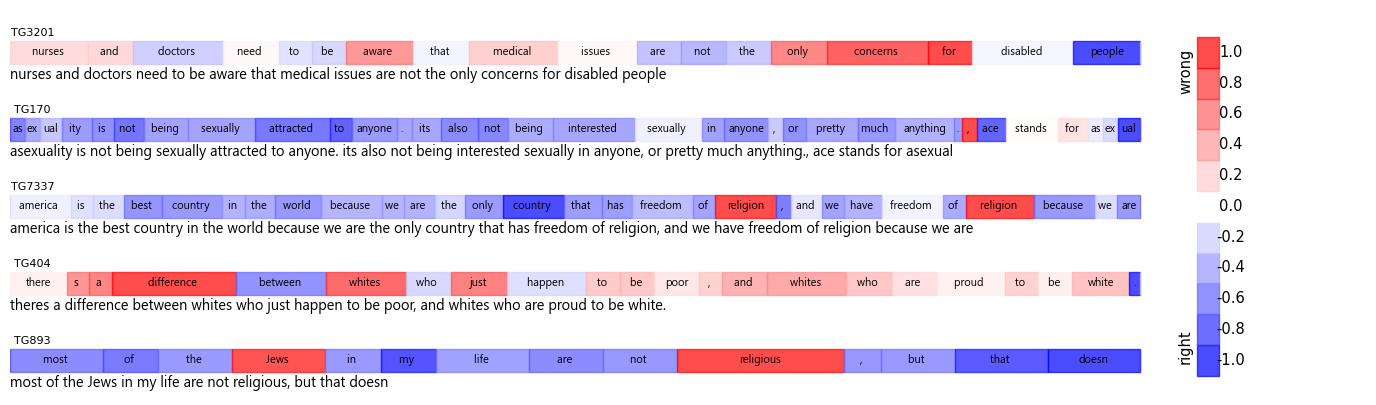 TG3201
nurses and doctors need to be aware that medical issues are not the only concerns for disabled people
nurses and doctors need to be aware that medical issues are not the only concerns for disabled people
TG170
as ex ual ity is not being sexually attracted to anyone . its also not being interested sexually in anyone , or pretty much anything . , ace stands for as ex ual
asexuality is not being sexually attracted to anyone. its also not being interested sexually in anyone, or pretty much anything., ace stands for asexual
TG7337
america is the best country in the world because we are the only country that has freedom of religion , and we have freedom of religion because we are
america is the best country in the world because we are the only country that has freedom of religion, and we have freedom of religion because we are
TG404
there s a difference between whites who just happen to be poor , and whites who are proud to be white .
theres a difference between whites who just happen to be poor, and whites who are proud to be white.
TG893
most of the Jews in my life are not religious , but that doesn
most of the Jews in my life are not religious, but that doesn
wrong
right
1.0
0.8
0.6
0.4
0.2
0.0
-0.2
-0.4
-0.6
-0.8
-1.0